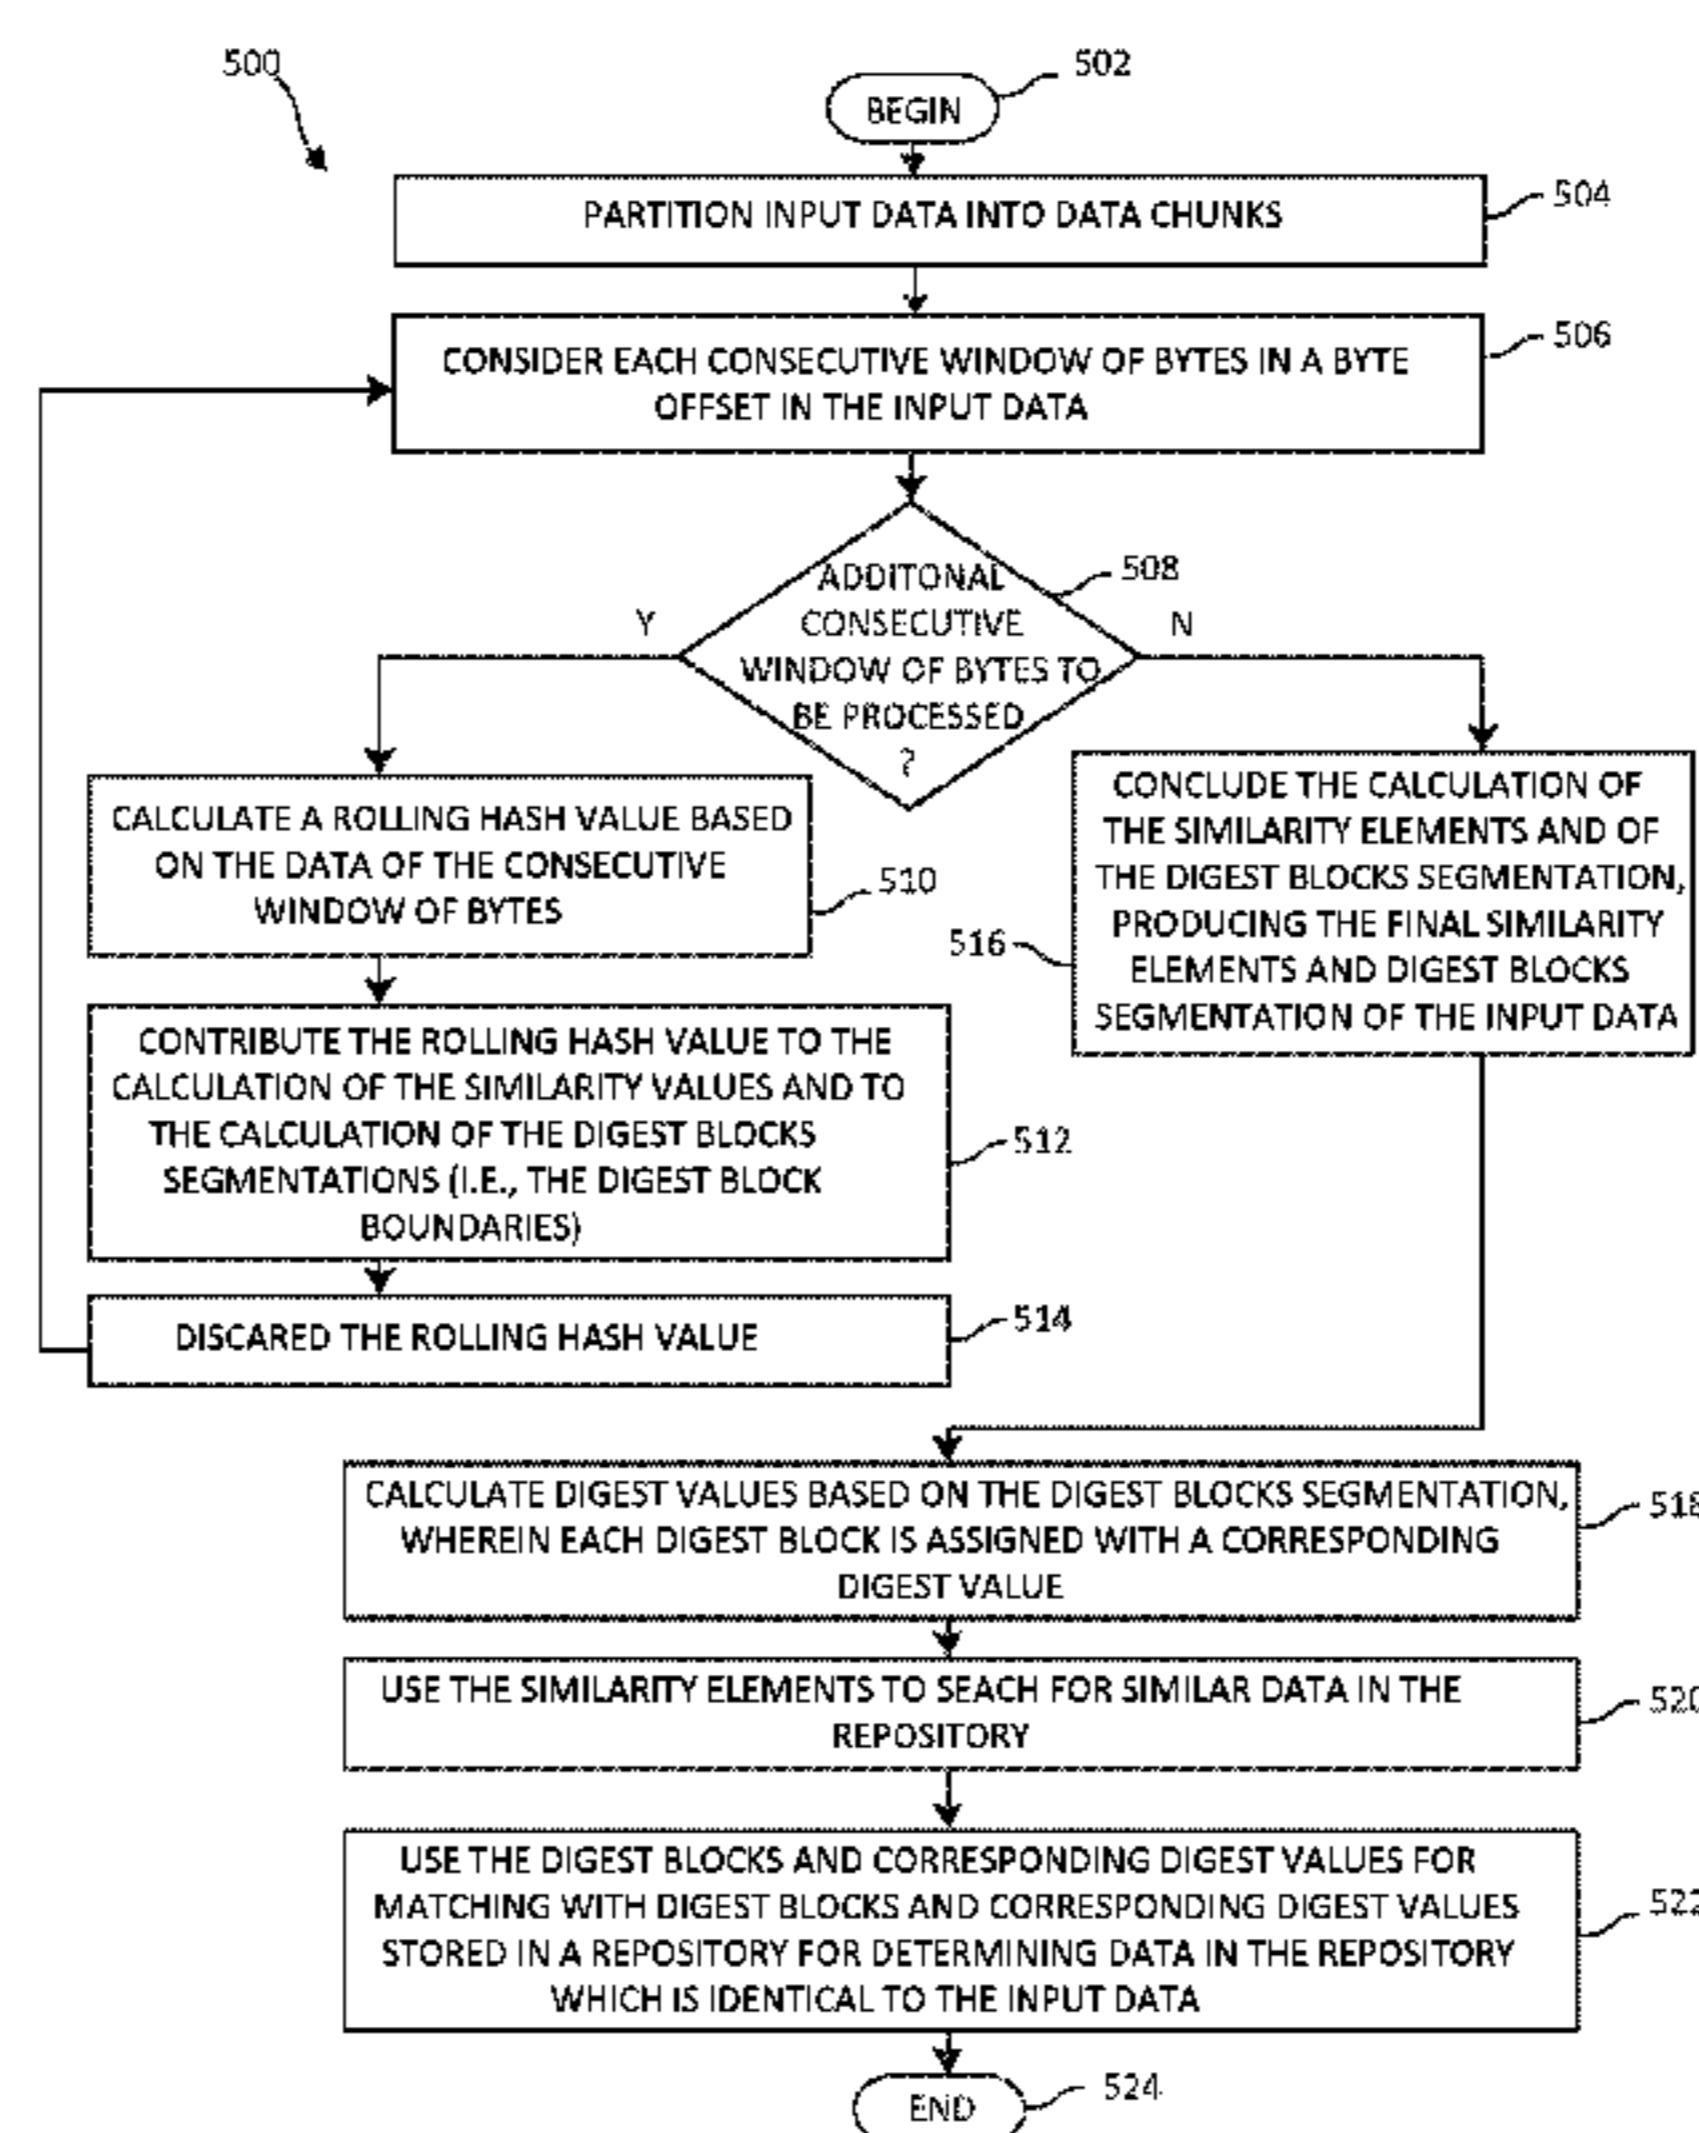 500
502
BEGIN
504
PARTITION INPUT DATA INTO DATA CHUNKS
506
CONSIDER EACH CONSECUTIVE WINDOW OF BYTES IN A BYTE
OFFSET IN THE INPUT DATA
508
ADDITONAL
CONSECUTIVE
WINDOW OF BYTES TO
BE PROCESSED
?
Y
N
CALCULATE A ROLLING HASH VALUE BASED
ON THE DATA OF THE CONSECUTIVE
WINDOW OF BYTES
510
CONTRIBUTE THE ROLLING HASH VALUE TO THE
CALCULATION OF THE SIMILARITY VALUES AND TO
THE CALCULATION OF THE DIGEST BLOCKS
SEGMENTATIONS (I.E., THE DIGEST BLOCK
BOUNDARIES)
512
DISCARED THE ROLLING HASH VALUE
514
CONCLUDE THE CALCULATION OF
THE SIMILARITY ELEMENTS AND OF
THE DIGEST BLOCKS SEGMENTATION,
PRODUCING THE FINAL SIMILARITY
ELEMENTS AND DIGEST BLOCKS
SEGMENTATION OF THE INPUT DATA
516
CALCULATE DIGEST VALUES BASED ON THE DIGEST BLOCKS SEGMENTATION,
WHEREIN EACH DIGEST BLOCK IS ASSIGNED WITH A CORRESPONDING
DIGEST VALUE
518
USE THE SIMILARITY ELEMENTS TO SEACH FOR SIMILAR DATA IN THE
REPOSITORY
520
USE THE DIGEST BLOCKS AND CORRESPONDING DIGEST VALUES FOR
MATCHING WITH DIGEST BLOCKS AND CORRESPONDING DIGEST VALUES
STORED IN A REPOSITORY FOR DETERMINING DATA IN THE REPOSITORY
WHICH IS IDENTICAL TO THE INPUT DATA
522
END
524